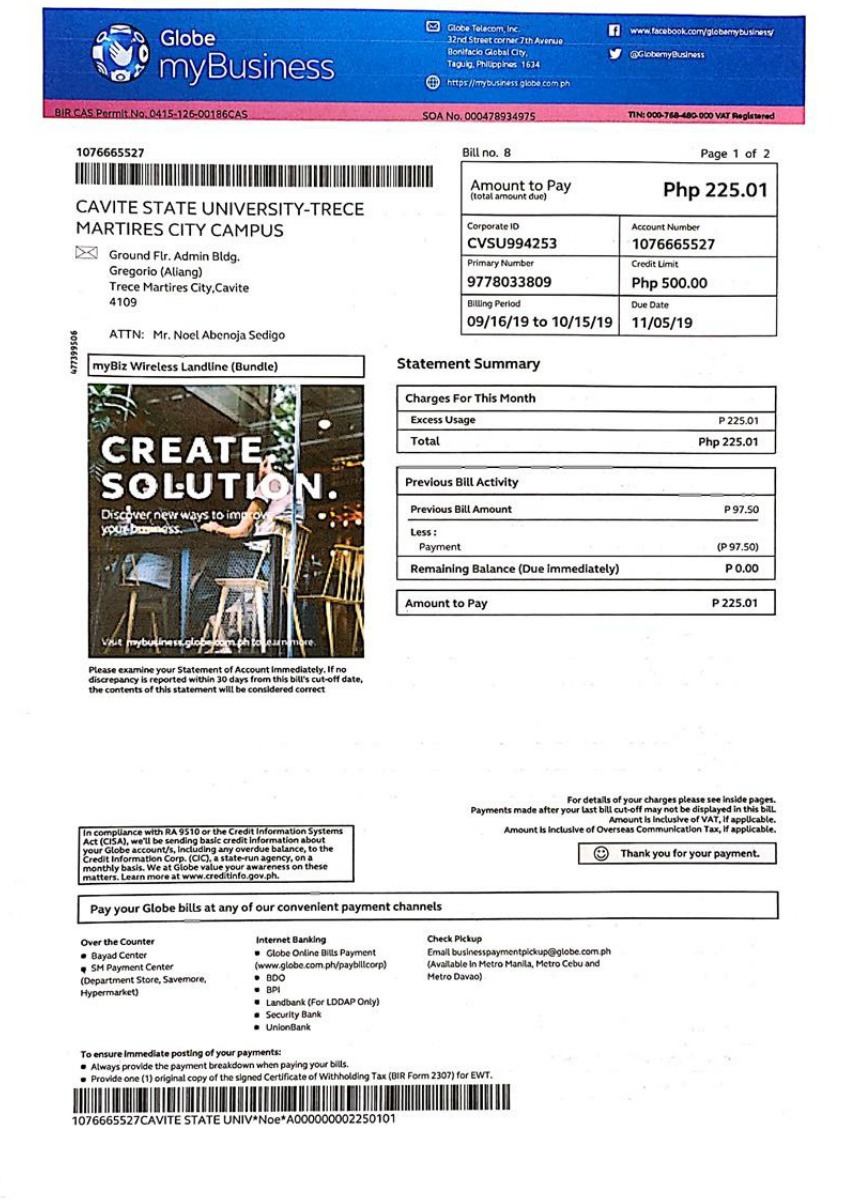 Globe
myBusiness
Globe Telecom, Inc.
32nd Street corner 7th Avenue
Bonifacio Global City,
Taguig, Philippines 1634
https://mybusiness.globe.com.ph
www.facebook.com/globemybusiness/
@GlobemyBusiness
BIR CAS Permit No. 0415-126-00186CAS
SOA No. 000478934975
TIN: 000-768-480-000 VAT Registered
1076665527
Bill no. 8
Page 1 of 2
CAVITE STATE UNIVERSITY-TRECE
MARTIRES CITY CAMPUS
Ground Flr. Admin Bldg.
Gregorio (Aliang)
Trece Martires City,Cavite
4109
ATTN: Mr. Noel Abenoja Sedigo
477399506
Amount to Pay
(total amount due)
Php 225.01
Corporate ID
CVSU994253
Account Number
1076665527
Primary Number
9778033809
Credit Limit
Php 500.00
Billing Period
09/16/19 to 10/15/19
Due Date
11/05/19
myBiz Wireless Landline (Bundle)
CREATE.
SOLUTION.
Discover new ways to improve
your business.
Visit mybusiness.globe.com.ph to learn more.
Please examine your Statement of Account Immediately. If no
discrepancy is reported within 30 days from this bill's cut-off date,
the contents of this statement will be considered correct
Statement Summary
Charges For This Month
Excess Usage P 225.01
Total Php 225.01
Previous Bill Activity
Previous Bill Amount P 97.50
Less :
Payment (P 97.50)
Remaining Balance (Due immediately) P 0.00
Amount to Pay P 225.01
For details of your charges please see inside pages.
Payments made after your last bill cut-off may not be displayed in this bill.
Amount is inclusive of VAT, if applicable.
Amount is inclusive of Overseas Communication Tax, if applicable.
Thank you for your payment.
In compliance with RA 9510 or the Credit Information Systems
Act (CISA), we'll be sending basic credit information about
your Globe account/s, including any overdue balance, to the
Credit Information Corp. (CIC), a state-run agency, on a
monthly basis. We at Globe value your awareness on these
matters. Learn more at www.creditinfo.gov.ph.
Pay your Globe bills at any of our convenient payment channels
Over the Counter
Bayad Center
SM Payment Center
(Department Store, Savemore,
Hypermarket)
Internet Banking
Globe Online Bills Payment
(www.globe.com.ph/paybillcorp)
BDO
BPI
Landbank (For LDDAP Only)
Security Bank
UnionBank
Check Pickup
Email businesspaymentpickup@globe.com.ph
(Available in Metro Manila, Metro Cebu and
Metro Davao)
To ensure immediate posting of your payments:
Always provide the payment breakdown when paying your bills.
Provide one (1) original copy of the signed Certificate of Withholding Tax (BIR Form 2307) for EWT.
1076665527CAVITE STATE UNIV*Noe*A000000002250101